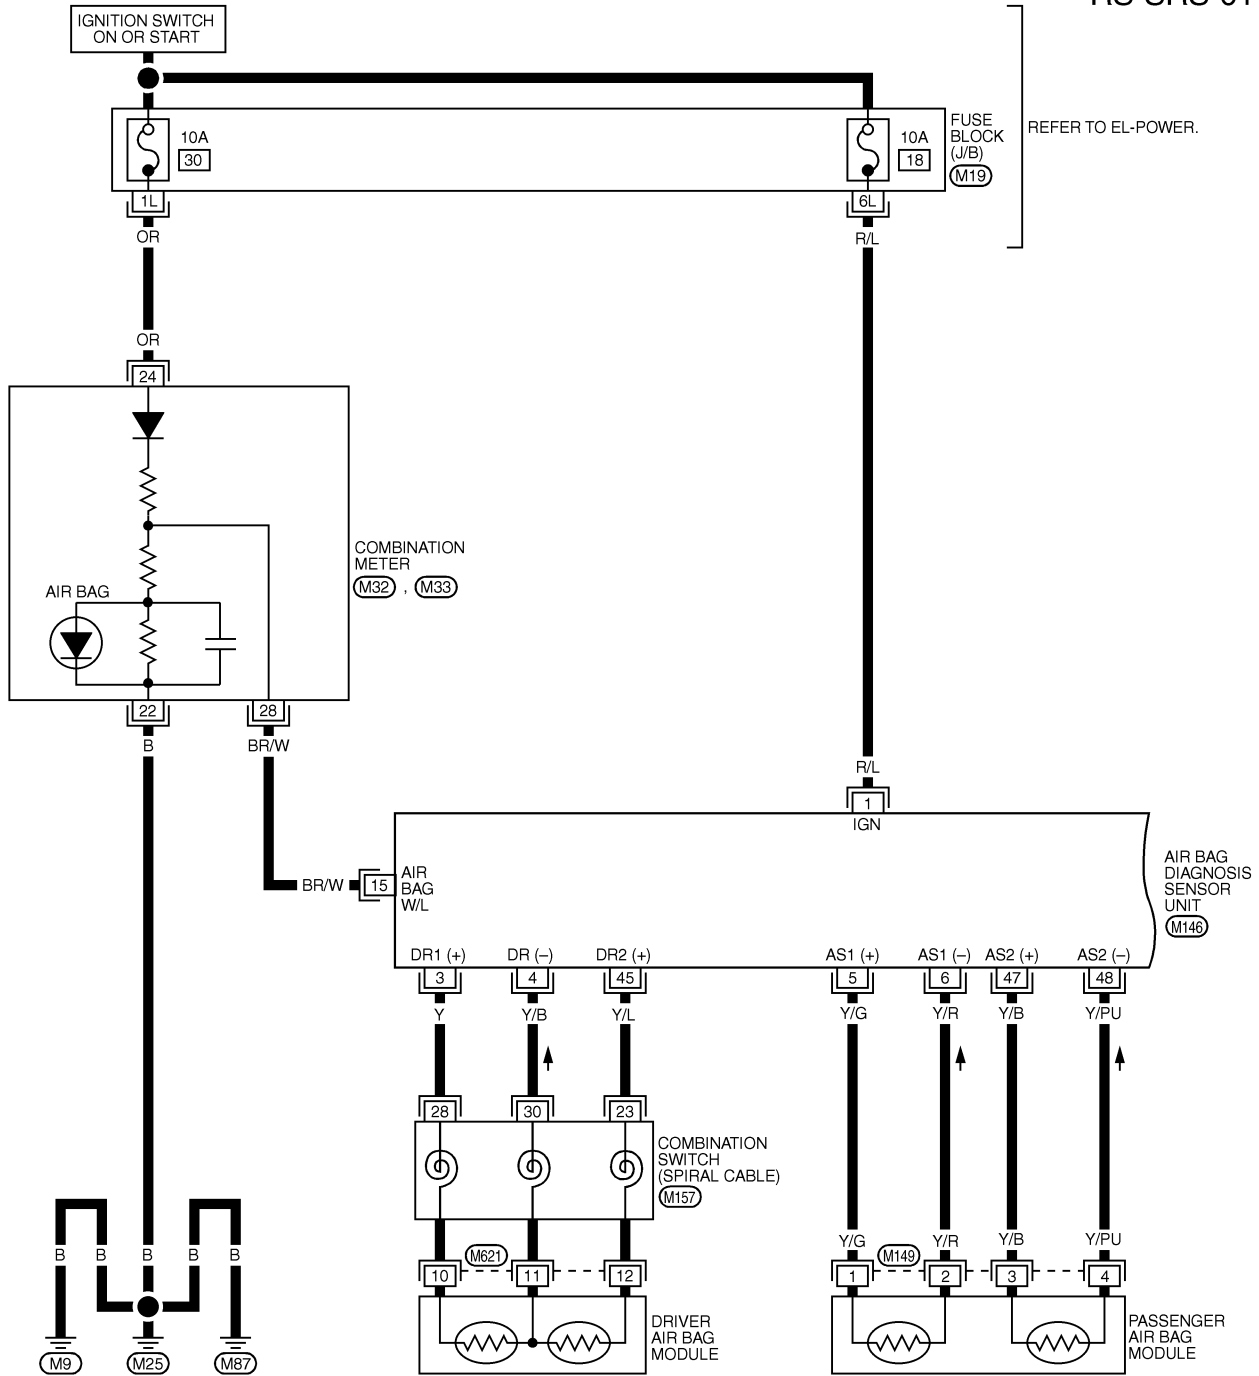 IGNITION SWITCH
ON OR START
10A
30
10A
18
FUSE
BLOCK
(J/B)
M19
REFER TO EL-POWER.
1L
6L
OR
R/L
OR
24
COMBINATION
METER
M32 , M33
AIR BAG
22
28
B
BR/W
R/L
1
IGN
BR/W
15
AIR
BAG
W/L
AIR BAG
DIAGNOSIS
SENSOR
UNIT
M146
DR1 (+)
DR (–)
DR2 (+)
AS1 (+)
AS1 (–)
AS2 (+)
AS2 (–)
3
4
45
5
6
47
48
Y
Y/B
Y/L
Y/G
Y/R
Y/B
Y/PU
28
30
23
COMBINATION
SWITCH
(SPIRAL CABLE)
M157
B
B
B
B
B
M621
Y/G
M149
Y/R
Y/B
Y/PU
10
11
12
1
2
3
4
DRIVER
AIR BAG
MODULE
PASSENGER
AIR BAG
MODULE
M9
M25
M87